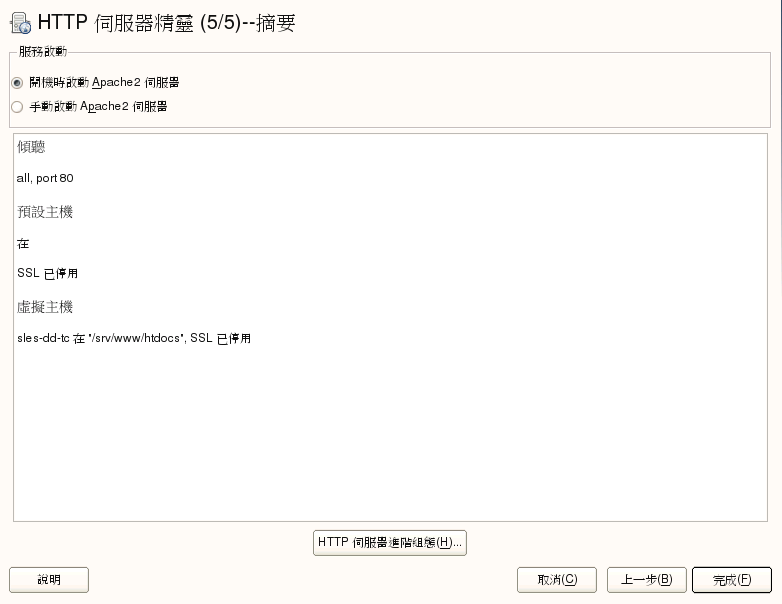 HTTP 伺服器精靈 (5/5)--摘要
服務啟動
開機時啟動 Apache2 伺服器
手動啟動 Apache2 伺服器
傾聽
all, port 80
預設主機
在
SSL 已停用
虛擬主機
sles-dd-tc 在 "/srv/www/htdocs", SSL 已停用
HTTP 伺服器進階組態(H)...
說明
取消(C)
上一步(B)
完成(F)